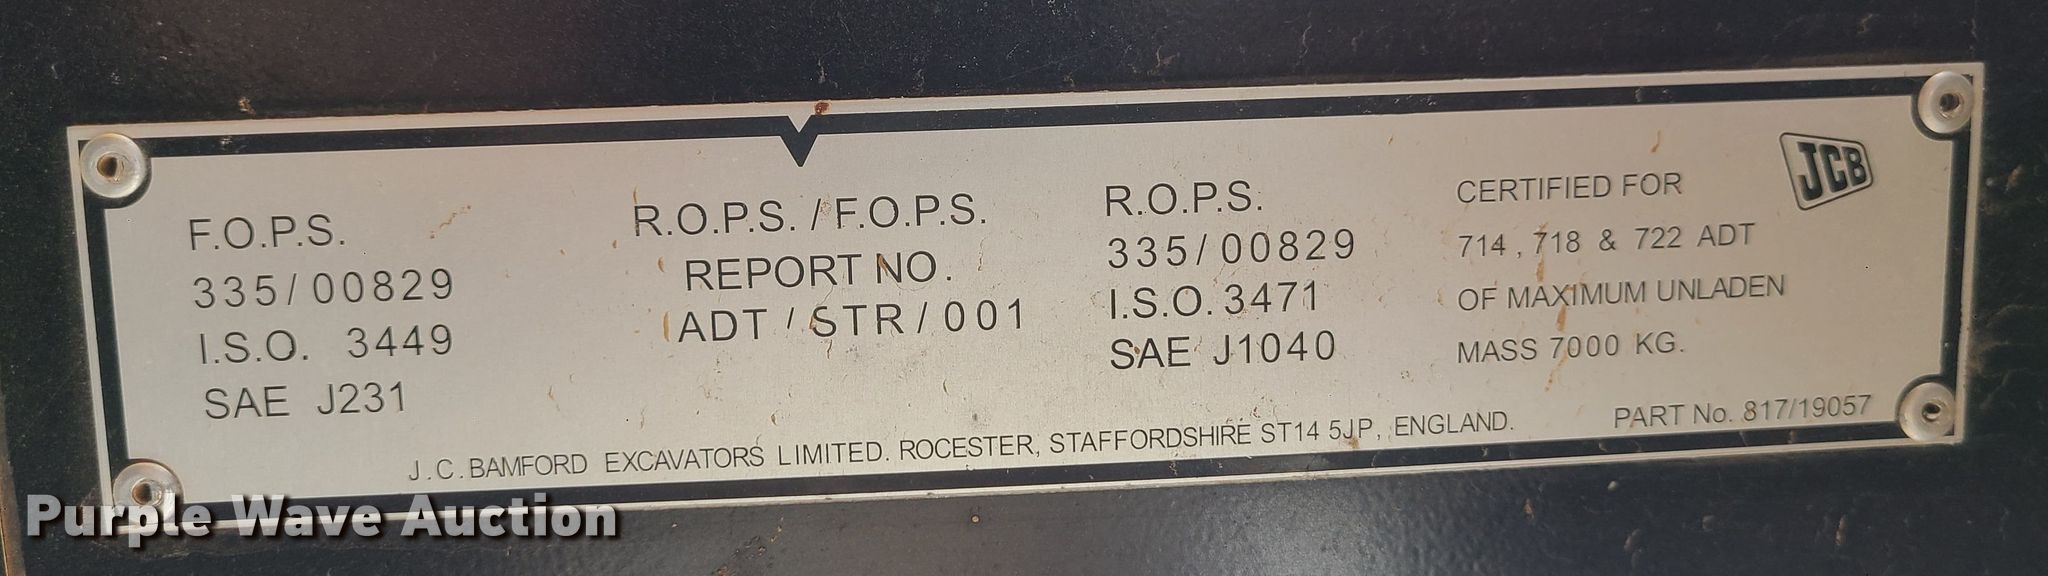 F.O.P.S.
335/00829
I.S.O. 3449
SAE J231
R.O.P.S. / F.O.P.S.
REPORT NO.
ADT / STR / 001
R.O.P.S.
335/00829
I.S.O. 3471
SAE J1040
JCB
CERTIFIED FOR
714, 718 & 722 ADT
OF MAXIMUM UNLADEN
MASS 7000 KG.
J.C. BAMFORD EXCAVATORS LIMITED. ROCESTER, STAFFORDSHIRE ST14 5JP, ENGLAND.
PART No. 817/19057
Purple Wave Auction